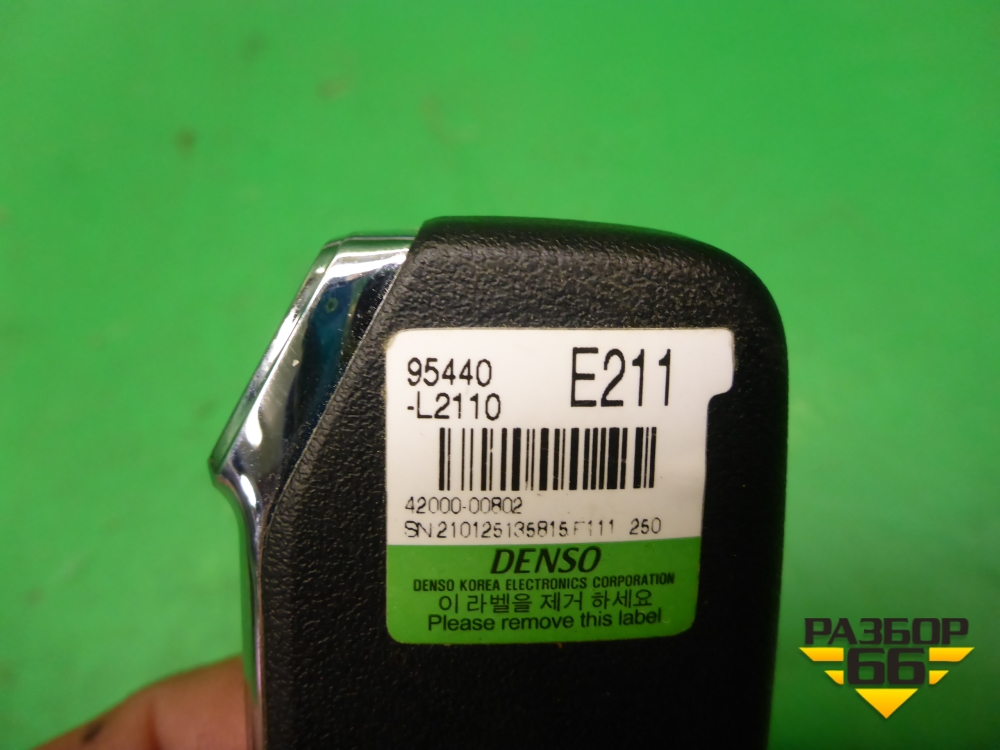 95440
-L2110
E211
42000-00802
SN 210125135815 F111 250
DENSO
DENSO KOREA ELECTRONICS CORPORATION
이 라벨을 제거 하세요
Please remove this label
РАЗБОР
66